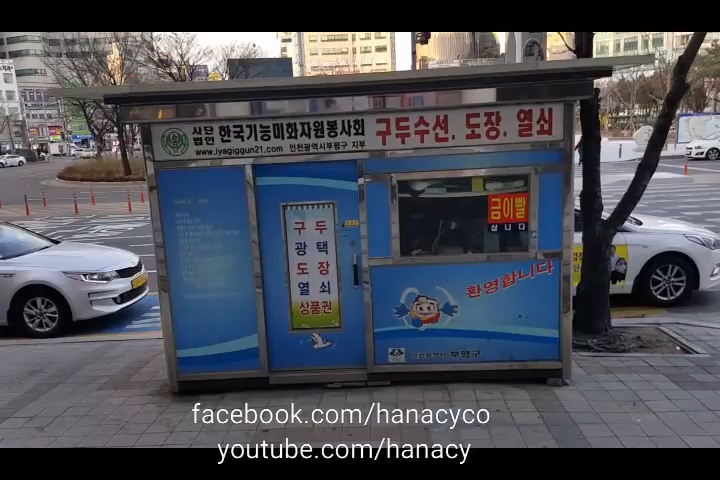 사단
법인
한국기능미화자원봉사회
www.iyagiggun21.com 인천광역시부평구 지부
구두수선. 도장. 열쇠
구두
광택
도장
열쇠
상품권
금이빨
삽니다
환영합니다
인천광역시 부평구
facebook.com/hanacyco
youtube.com/hanacy